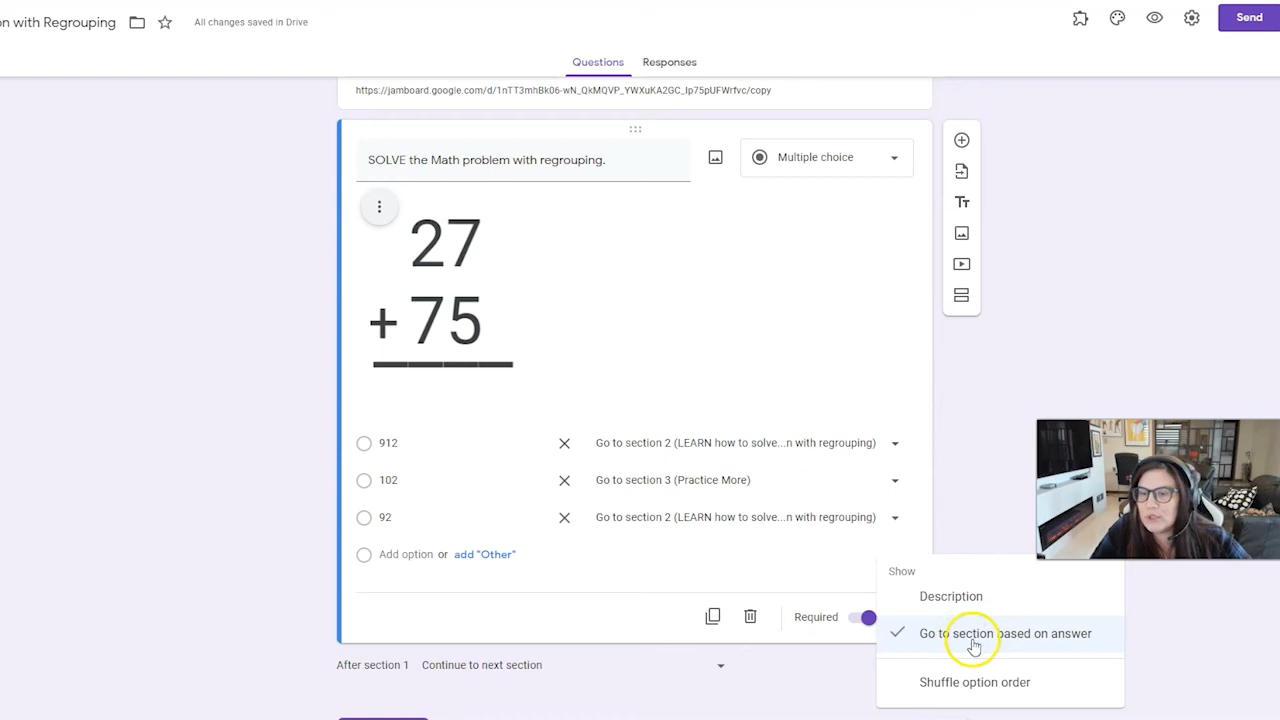 on with Regrouping
All changes saved in Drive
Send
Questions
Responses
https://jamboard.google.com/d/1nTT3mhBk06-wN_QkMQVP_YWXuKA2GC_Ip75pUFWrfvc/copy
SOLVE the Math problem with regrouping.
Multiple choice
Tт
27
+ 75
912
Go to section 2 (LEARN how to solve...n with regrouping)
102
Go to section 3 (Practice More)
92
Go to section 2 (LEARN how to solve...n with regrouping)
Add option or add "Other"
Show
Description
Required
Go to section based on answer
After section 1 Continue to next section
Shuffle option order